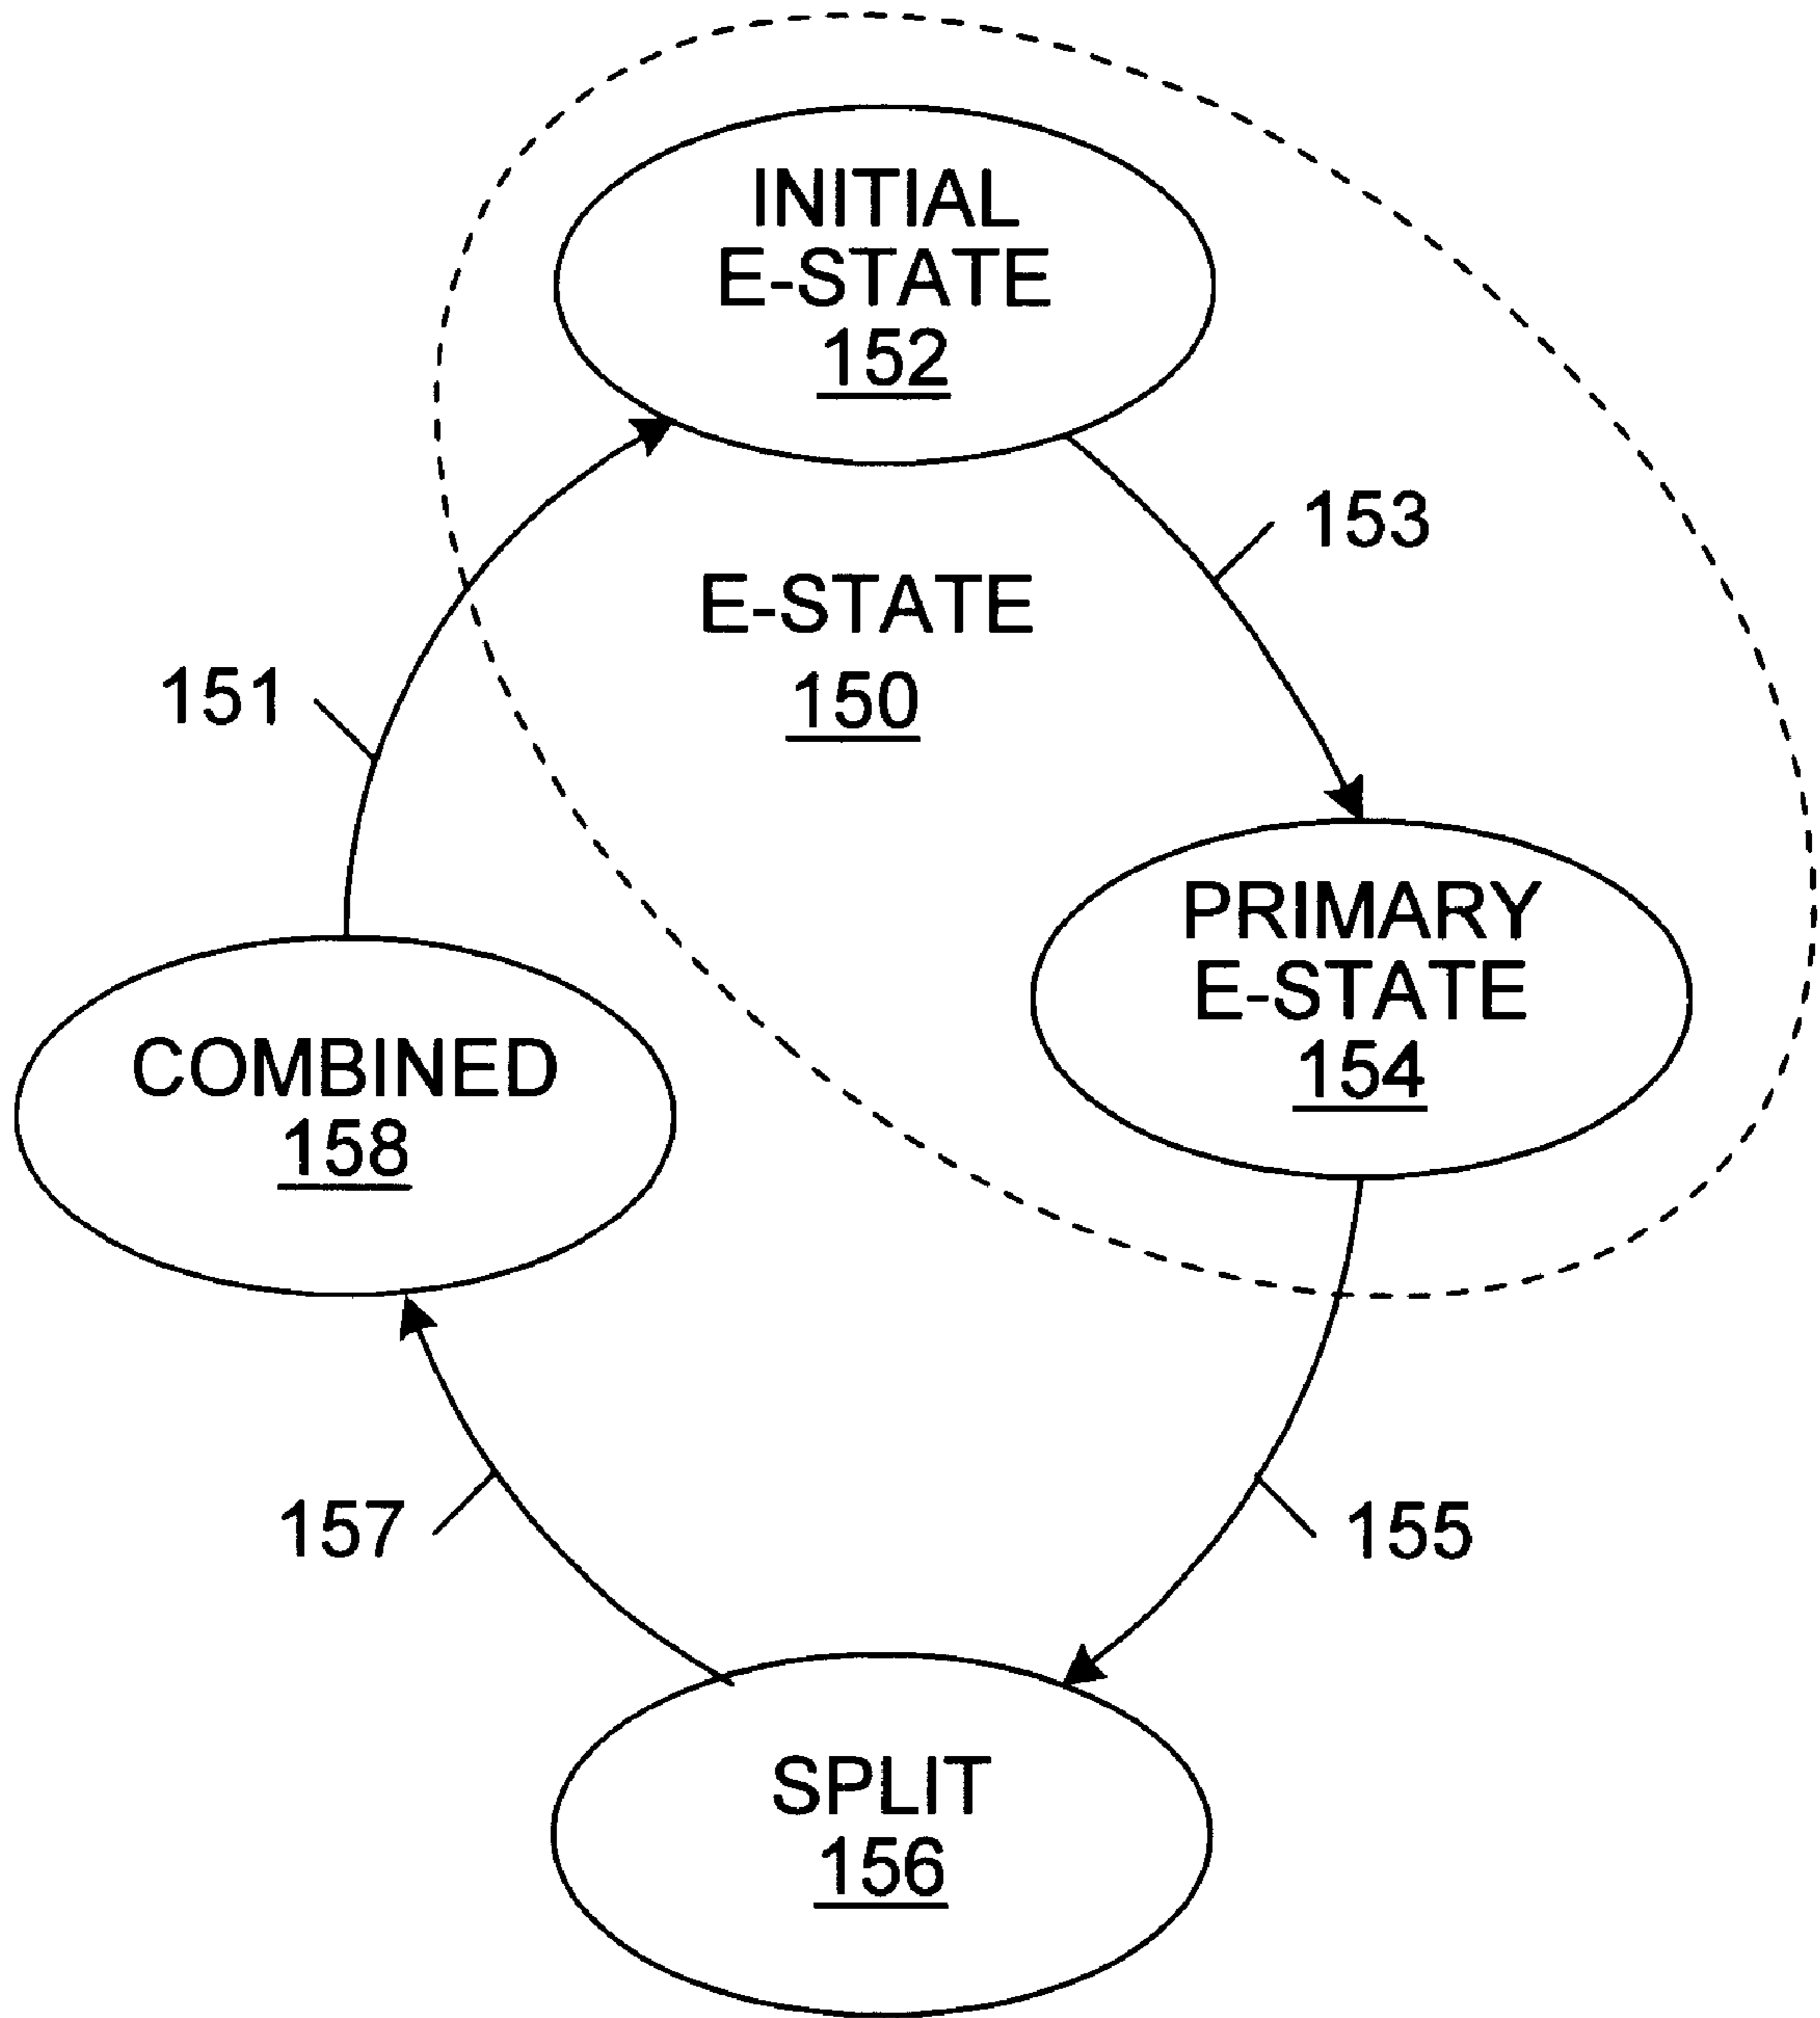 INITIAL
E-STATE
152
153
E-STATE
150
151
PRIMARY
E-STATE
154
COMBINED
158
157
155
SPLIT
156